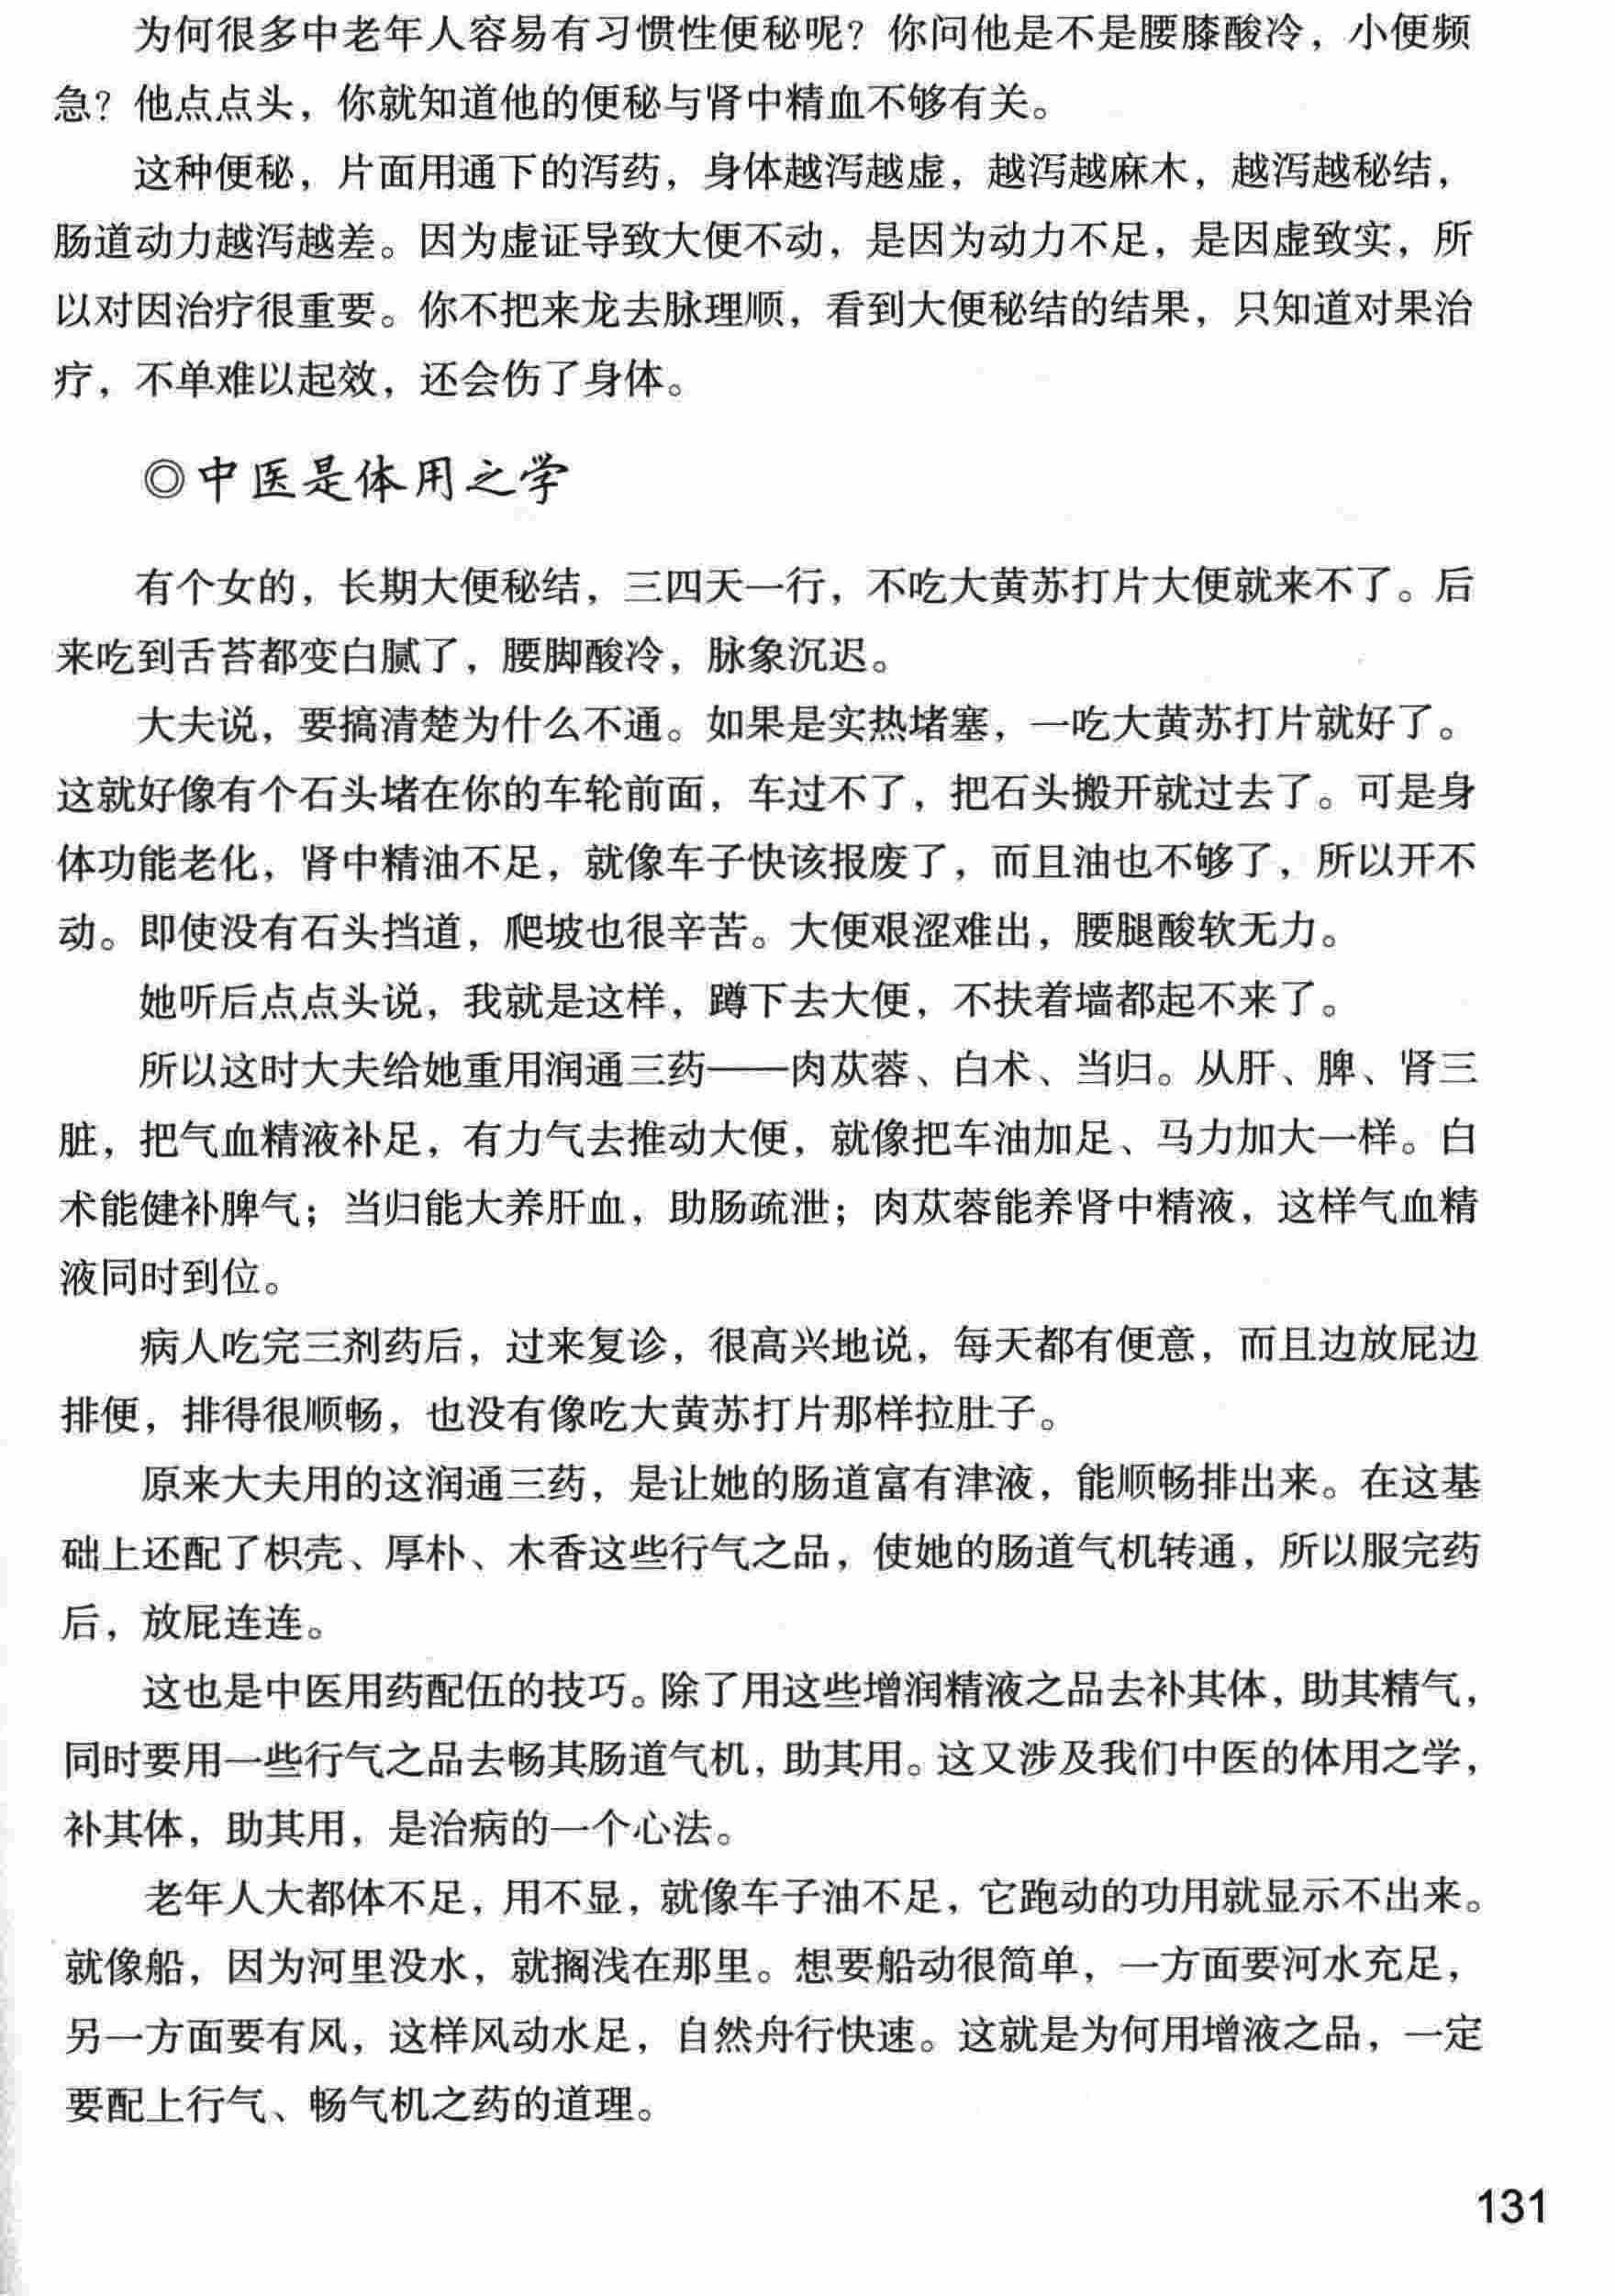 为何很多中老年人容易有习惯性便秘呢？你问他是不是腰膝酸冷，小便频
急？他点点头，你就知道他的便秘与肾中精血不够有关。
这种便秘，片面用通下的泻药，身体越泻越虚，越泻越麻木，越泻越秘结，
肠道动力越泻越差。因为虚证导致大便不动，是因为动力不足，是因虚致实，所
以对因治疗很重要。你不把来龙去脉理顺，看到大便秘结的结果，只知道对果治
疗，不单难以起效，还会伤了身体。
◎中医是体用之学
有个女的，长期大便秘结，三四天一行，不吃大黄苏打片大便就来不了。后
来吃到舌苔都变白腻了，腰脚酸冷，脉象沉迟。
大夫说，要搞清楚为什么不通。如果是实热堵塞，一吃大黄苏打片就好了。
这就好像有个石头堵在你的车轮前面，车过不了，把石头搬开就过去了。可是身
体功能老化，肾中精油不足，就像车子快该报废了，而且油也不够了，所以开不
动。即使没有石头挡道，爬坡也很辛苦。大便艰涩难出，腰腿酸软无力。
她听后点点头说，我就是这样，蹲下去大便，不扶着墙都起不来了。
所以这时大夫给她重用润通三药——肉苁蓉、白术、当归。从肝、脾、肾三
脏，把气血精液补足，有力气去推动大便，就像把车油加足、马力加大一样。白
术能健补脾气；当归能大养肝血，助肠疏泄；肉苁蓉能养肾中精液，这样气血精
液同时到位。
病人吃完三剂药后，过来复诊，很高兴地说，每天都有便意，而且边放屁边
排便，排得很顺畅，也没有像吃大黄苏打片那样拉肚子。
原来大夫用的这润通三药，是让她的肠道富有津液，能顺畅排出来。在这基
础上还配了枳壳、厚朴、木香这些行气之品，使她的肠道气机转通，所以服完药
后，放屁连连。
这也是中医用药配伍的技巧。除了用这些增润精液之品去补其体，助其精气，
同时要用一些行气之品去畅其肠道气机，助其用。这又涉及我们中医的体用之学，
补其体，助其用，是治病的一个心法。
老年人大都体不足，用不显，就像车子油不足，它跑动的功用就显示不出来。
就像船，因为河里没水，就搁浅在那里。想要船动很简单，一方面要河水充足，
另一方面要有风，这样风动水足，自然舟行快速。这就是为何用增液之品，一定
要配上行气、畅气机之药的道理。
131